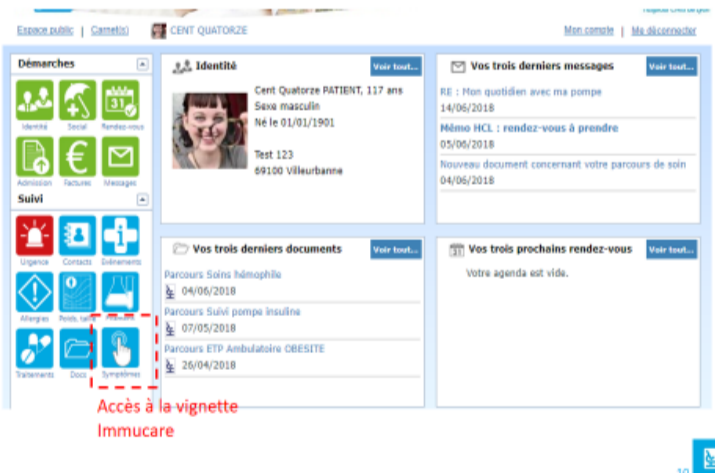 Espace public | Carnet(s) CENT QUATORZE Mon compte | Me déconnecter
Démarches
Identité Social Rendez-vous
Admission Factures Messages
Suivi
Urgence Contacts Evènements
Allergies Poids, taille
Traitements Docs Symptômes
Identité Voir tout...
Cent Quatorze PATIENT, 117 ans
Sexe masculin
Né le 01/01/1901
Test 123
69100 Villeurbanne
Vos trois derniers messages Voir tout...
RE : Mon quotidien avec ma pompe
14/06/2018
Mémo HCL : rendez-vous à prendre
05/06/2018
Nouveau document concernant votre parcours de soin
04/06/2018
Vos trois derniers documents Voir tout...
Parcours Soins hémophile
04/06/2018
Parcours Suivi pompe insuline
07/05/2018
Parcours ETP Ambulatoire OBESITE
26/04/2018
31 Vos trois prochains rendez-vous Voir tout...
Votre agenda est vide.
Accès à la vignette
Immucare
10